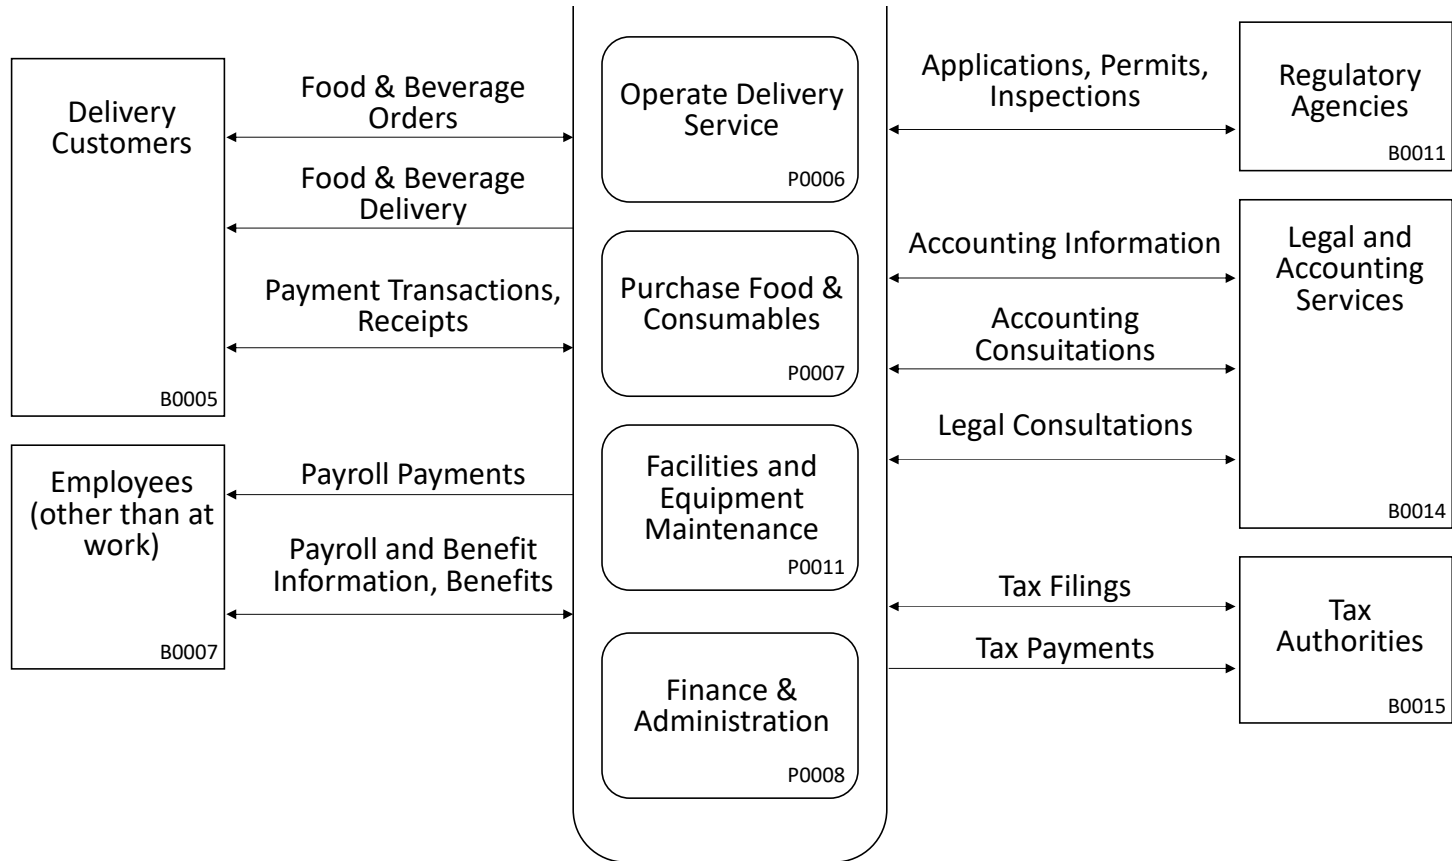 Delivery
Customers
B0005
Food & Beverage
Orders
Food & Beverage
Delivery
Payment Transactions,
Receipts
Employees
(other than at
work)
B0007
Payroll Payments
Payroll and Benefit
Information, Benefits
Operate Delivery
Service
P0006
Purchase Food &
Consumables
P0007
Facilities and
Equipment
Maintenance
P0011
Finance &
Administration
P0008
Applications, Permits,
Inspections
Regulatory
Agencies
B0011
Accounting Information
Accounting
Consuitations
Legal Consultations
Legal and
Accounting
Services
B0014
Tax Filings
Tax Payments
Tax
Authorities
B0015